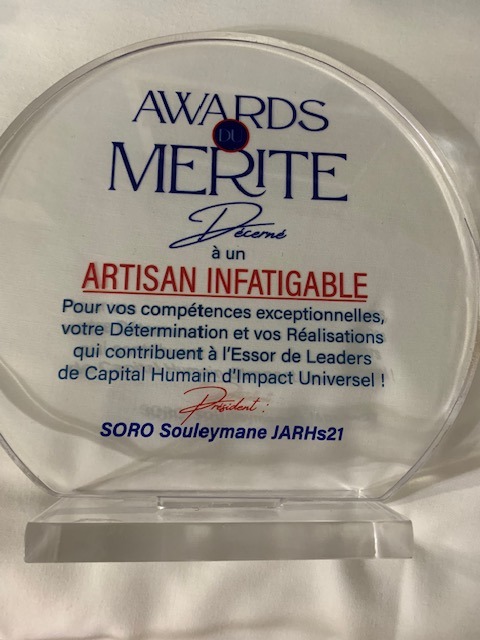 AWARDS
DU
MERITE
Décerné
à un
ARTISAN INFATIGABLE
Pour vos compétences exceptionnelles,
votre Détermination et vos Réalisations
qui contribuent à l'Essor de Leaders
de Capital Humain d'Impact Universel !
Président :
SORO Souleymane JARHs21